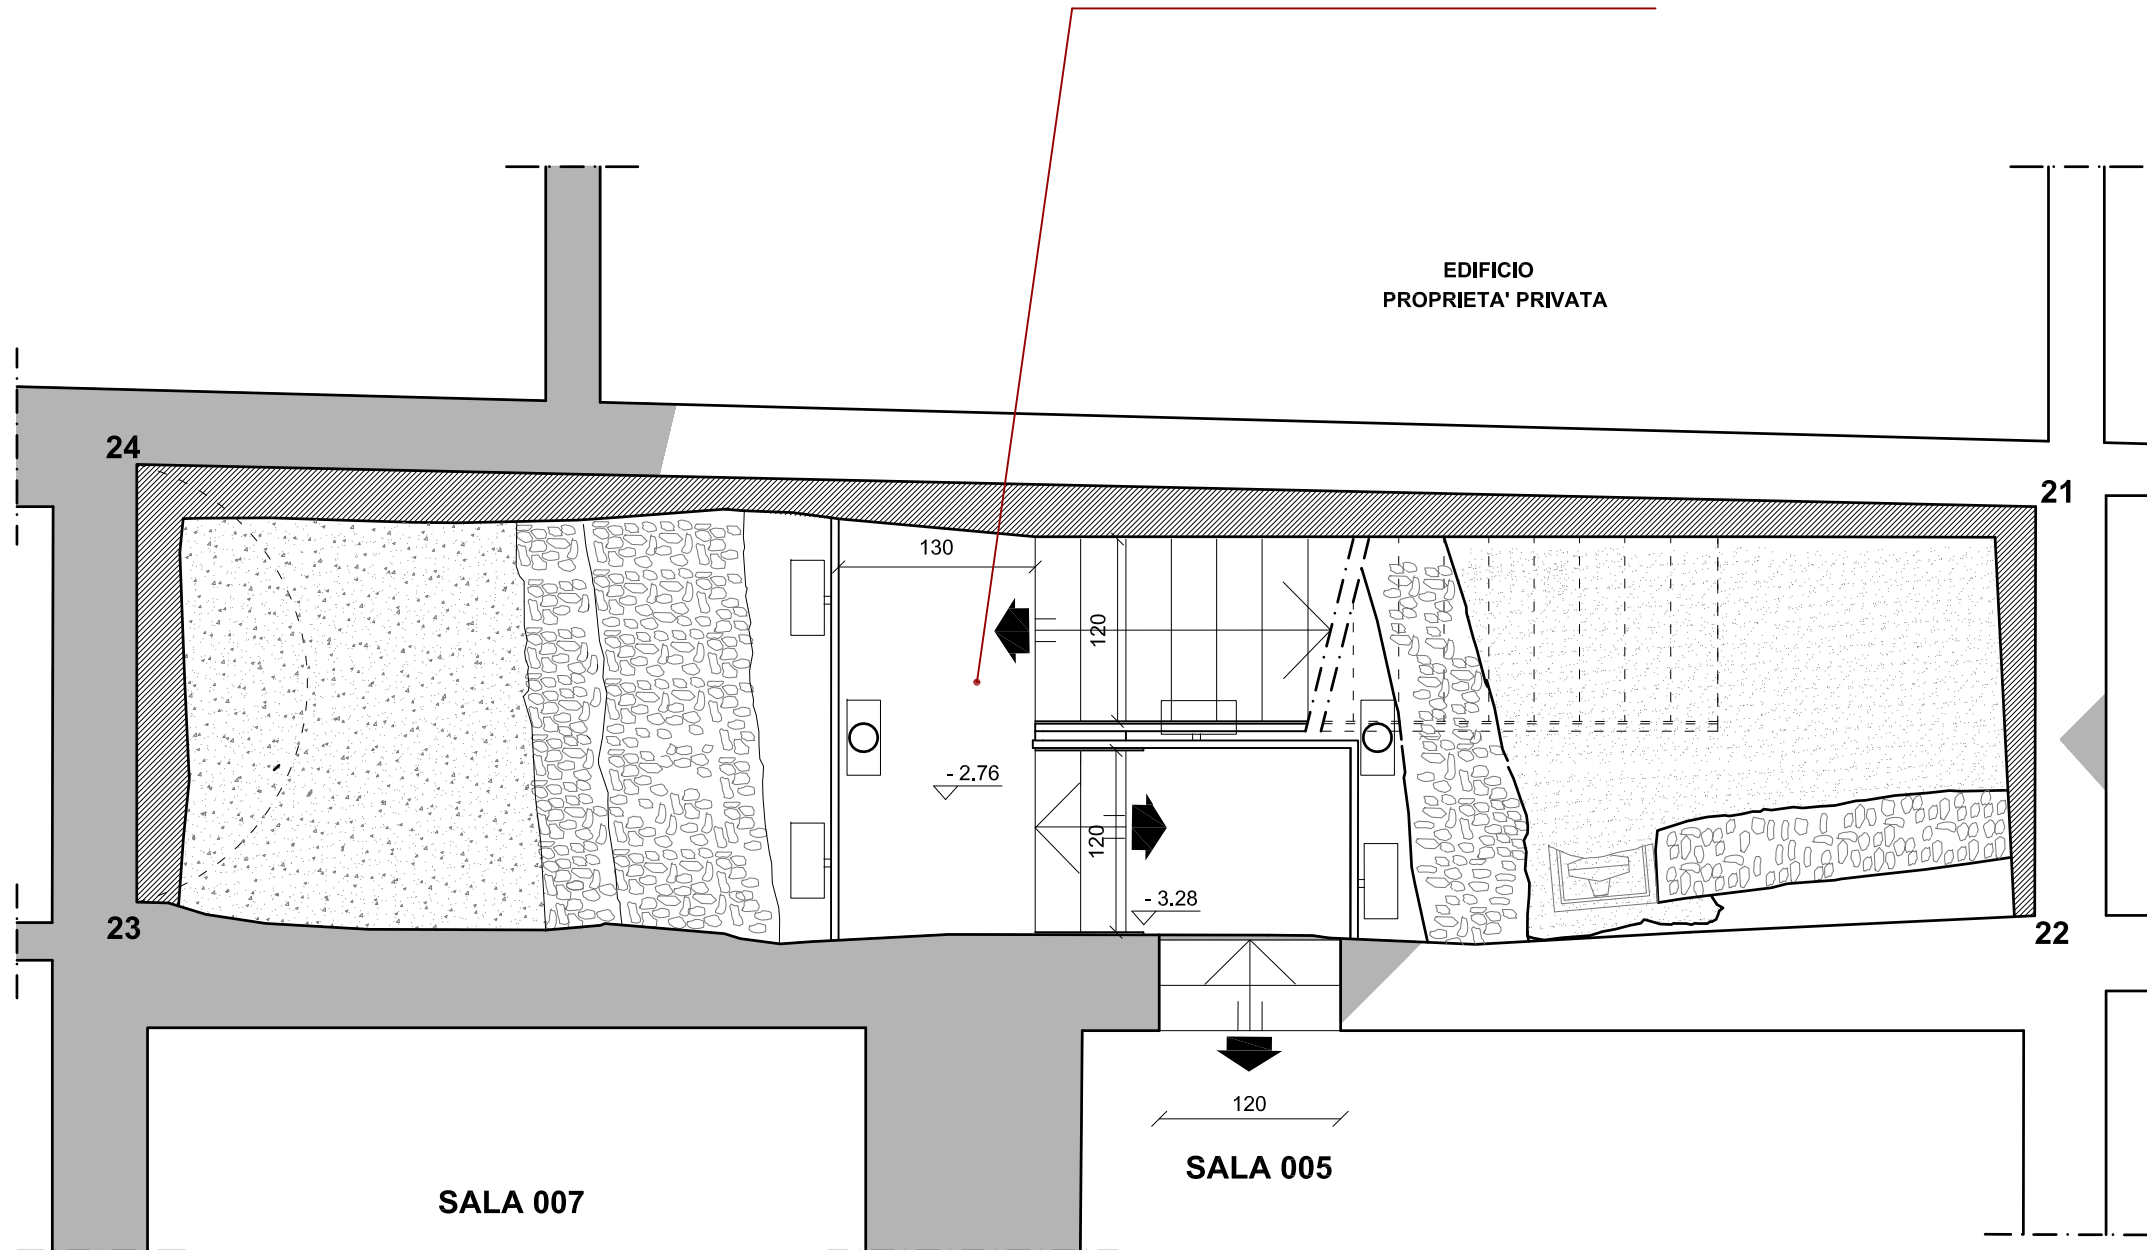 EDIFICIO
PROPRIETA' PRIVATA
24
21
130
120
- 2.76
120
- 3.28
23
22
120
SALA 005
SALA 007